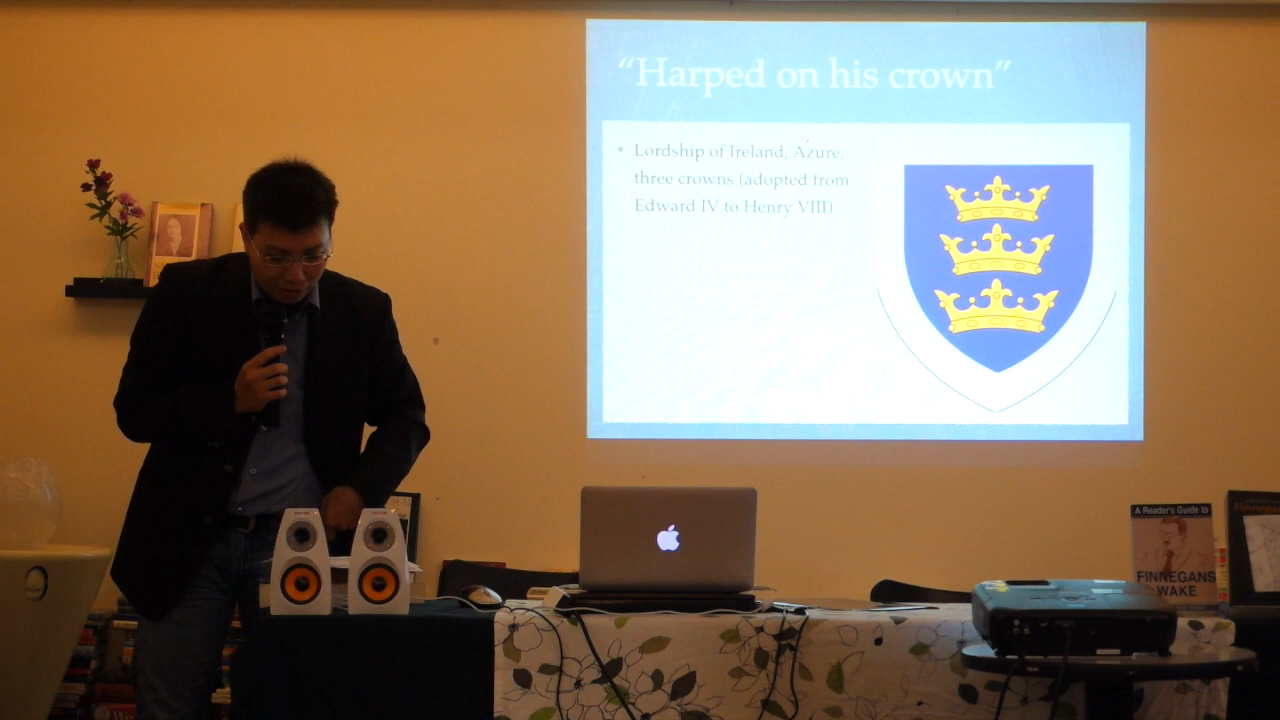 “Harped on his crown”
Lordship of Ireland, Azure,
three crowns (adopted from
Edward IV to Henry VIII)
A Reader's Guide to
FINNEGANS
WAKE